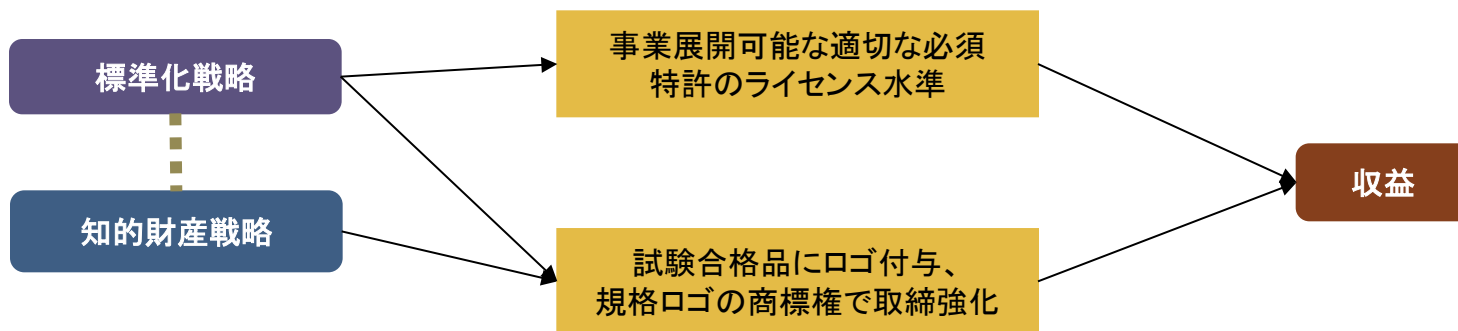 標準化戦略
知的財産戦略
事業展開可能な適切な必須
特許のライセンス水準
試験合格品にロゴ付与、
規格ロゴの商標権で取締強化
収益